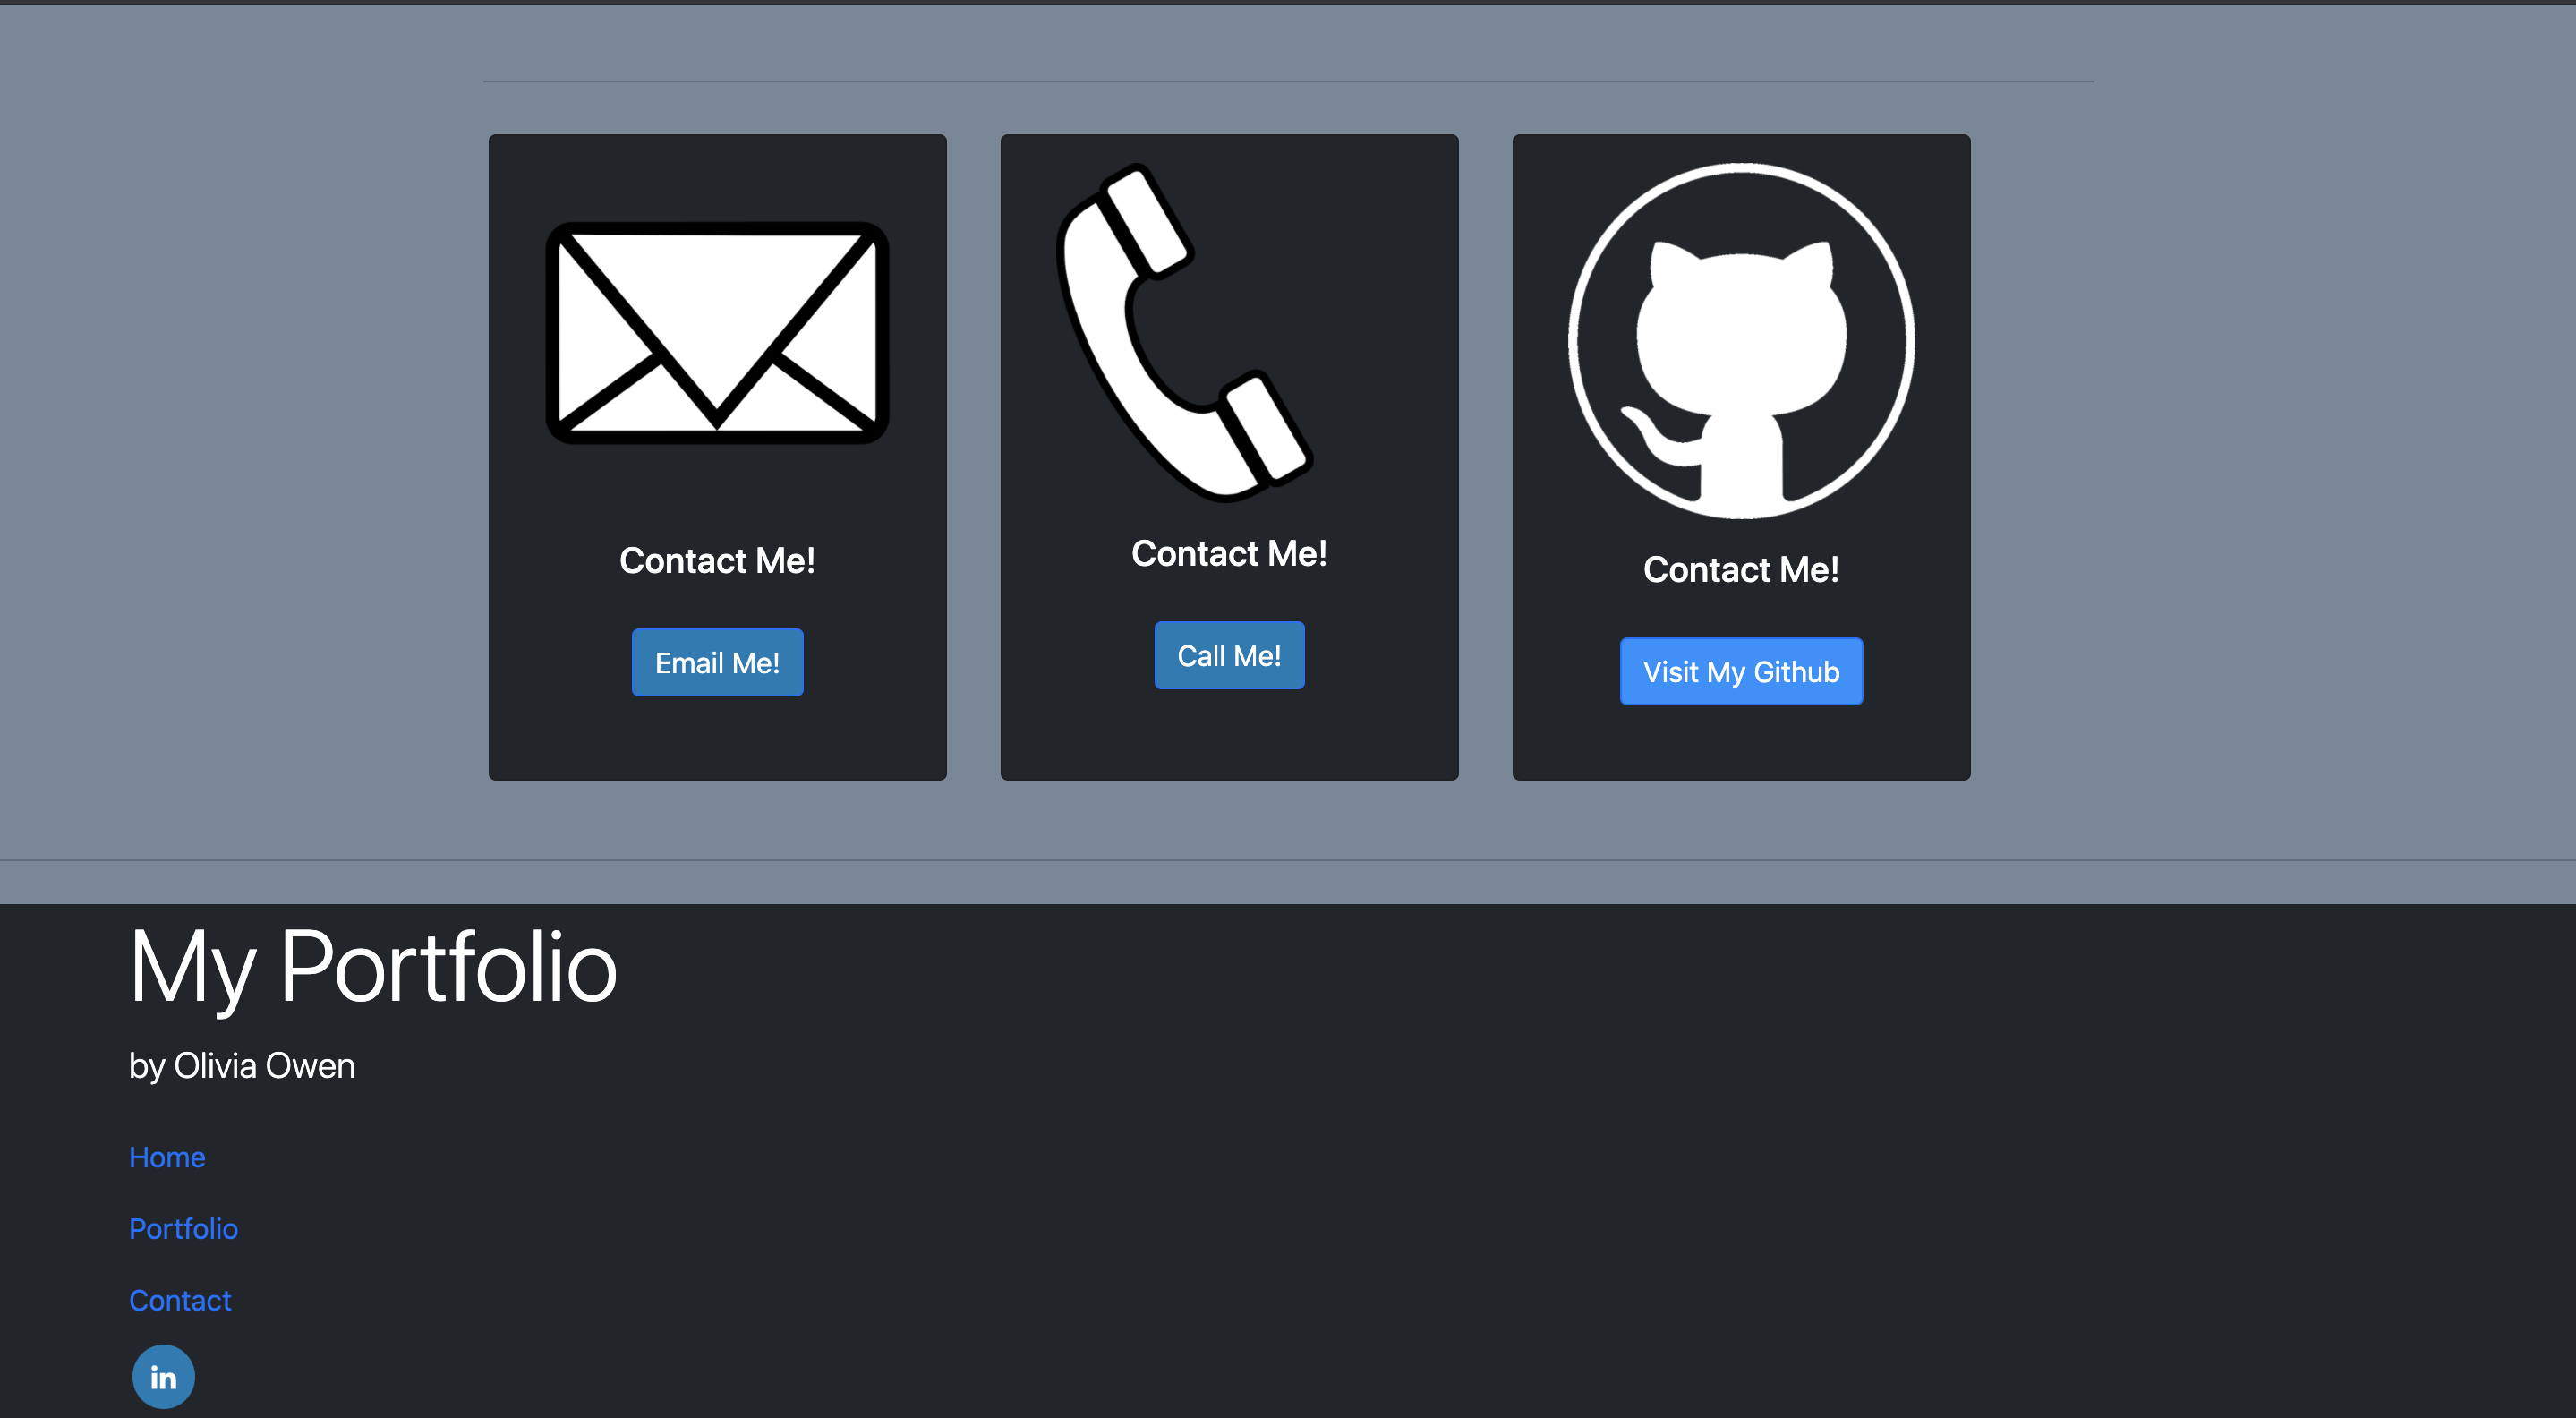 Contact Me!
Email Me!
Contact Me!
Call Me!
Contact Me!
Visit My Github
My Portfolio
by Olivia Owen
Home
Portfolio
Contact
in